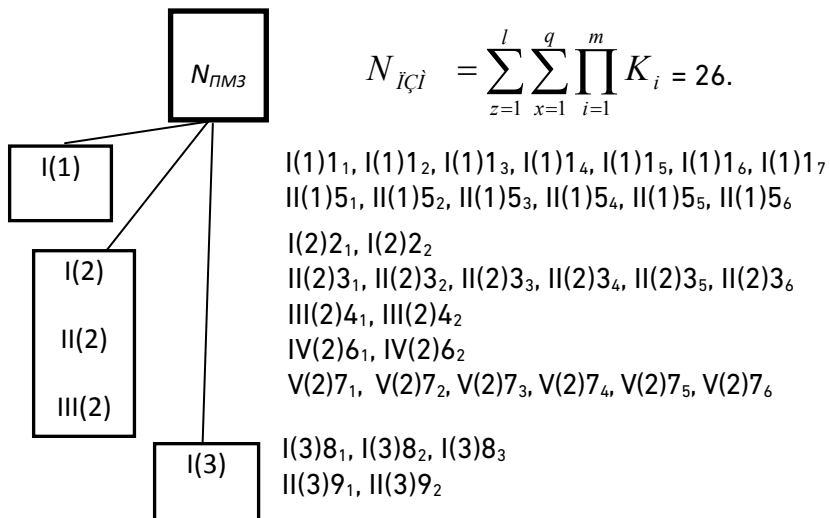 N_ПМЗ
N_ÏÇÌ = ∑_{z=1}^{l} ∑_{x=1}^{q} ∏_{i=1}^{m} K_i = 26.
I(1)
I(1)1₁, I(1)1₂, I(1)1₃, I(1)1₄, I(1)1₅, I(1)1₆, I(1)1₇
II(1)5₁, II(1)5₂, II(1)5₃, II(1)5₄, II(1)5₅, II(1)5₆
I(2)
II(2)
III(2)
I(2)2₁, I(2)2₂
II(2)3₁, II(2)3₂, II(2)3₃, II(2)3₄, II(2)3₅, II(2)3₆
III(2)4₁, III(2)4₂
IV(2)6₁, IV(2)6₂
V(2)7₁, V(2)7₂, V(2)7₃, V(2)7₄, V(2)7₅, V(2)7₆
I(3)
I(3)8₁, I(3)8₂, I(3)8₃
II(3)9₁, II(3)9₂